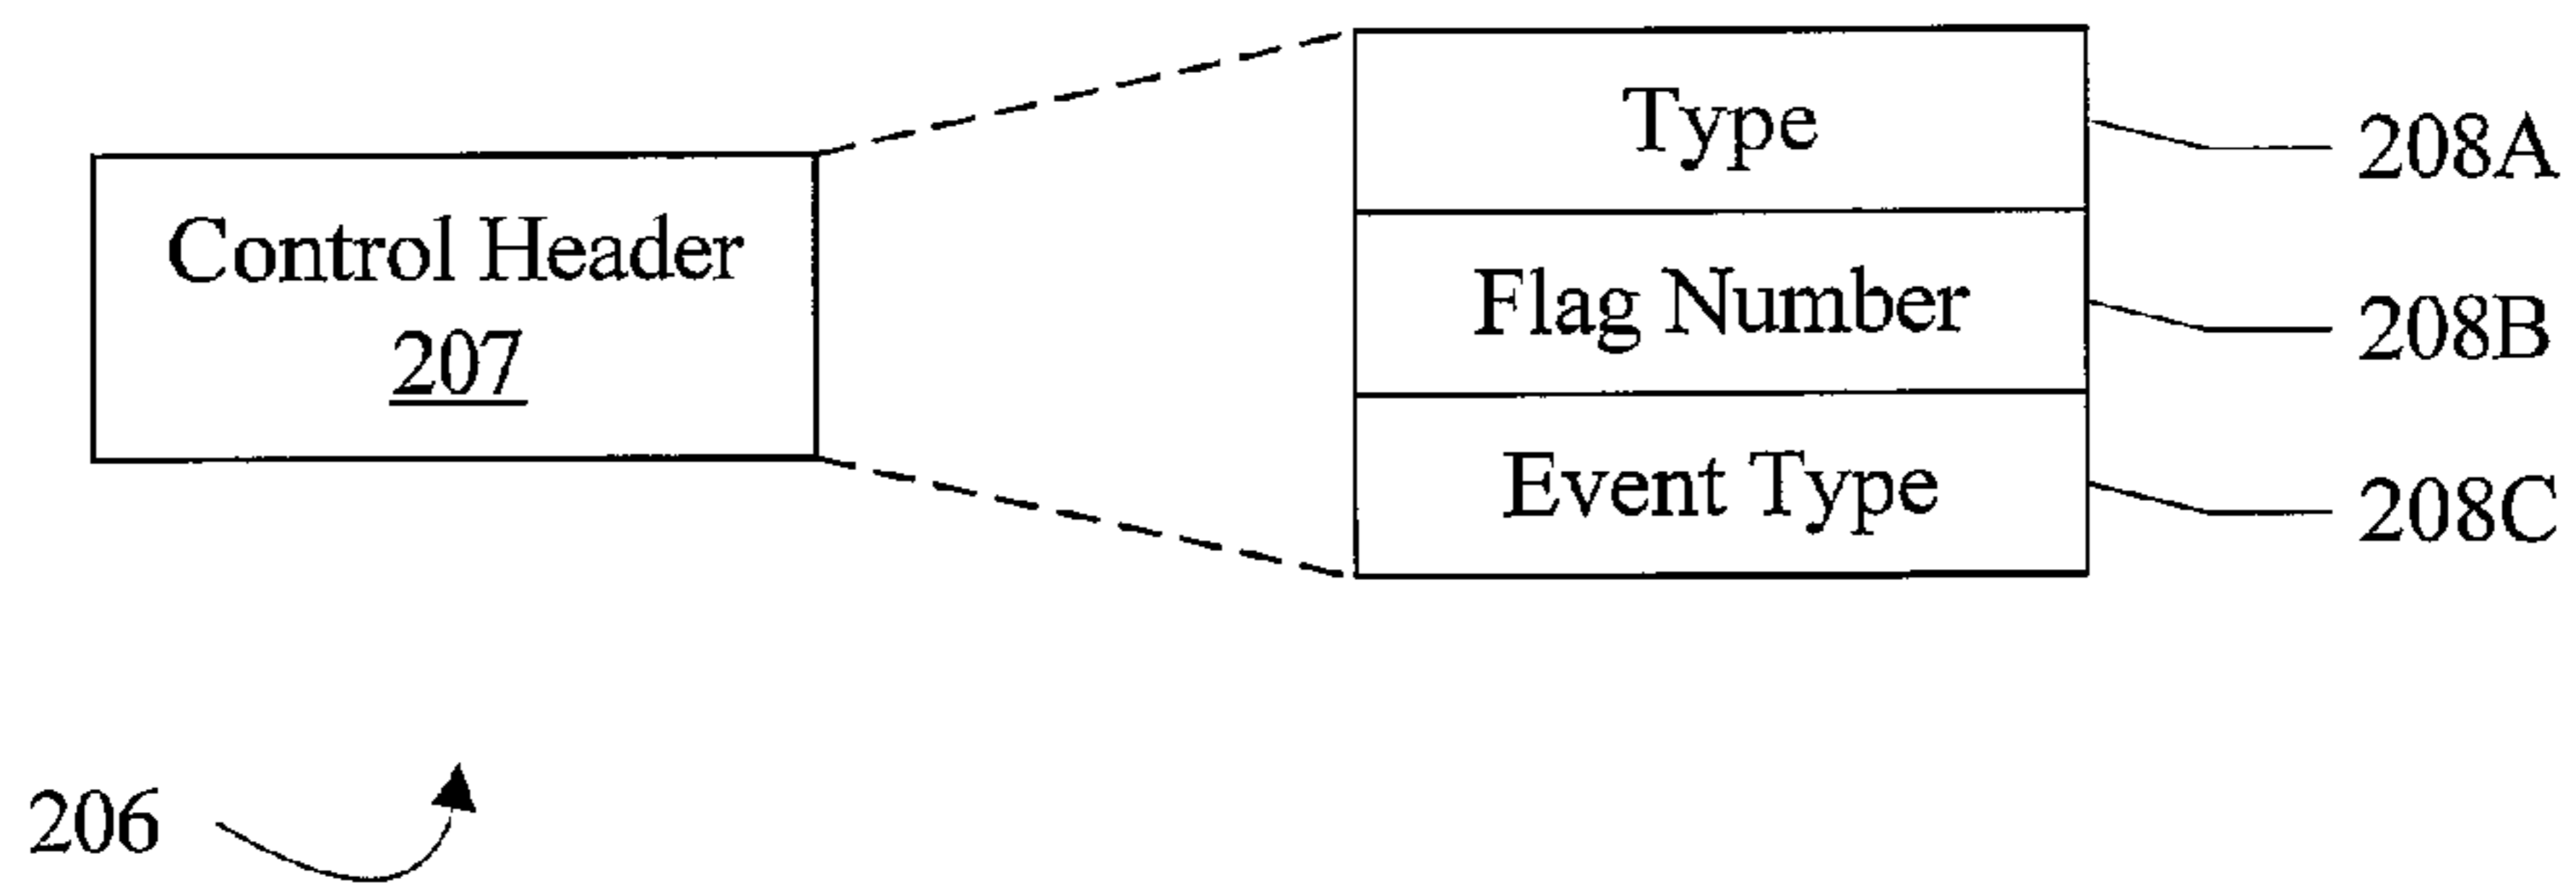 Control Header
207
Type
208A
Flag Number
208B
Event Type
208C
206